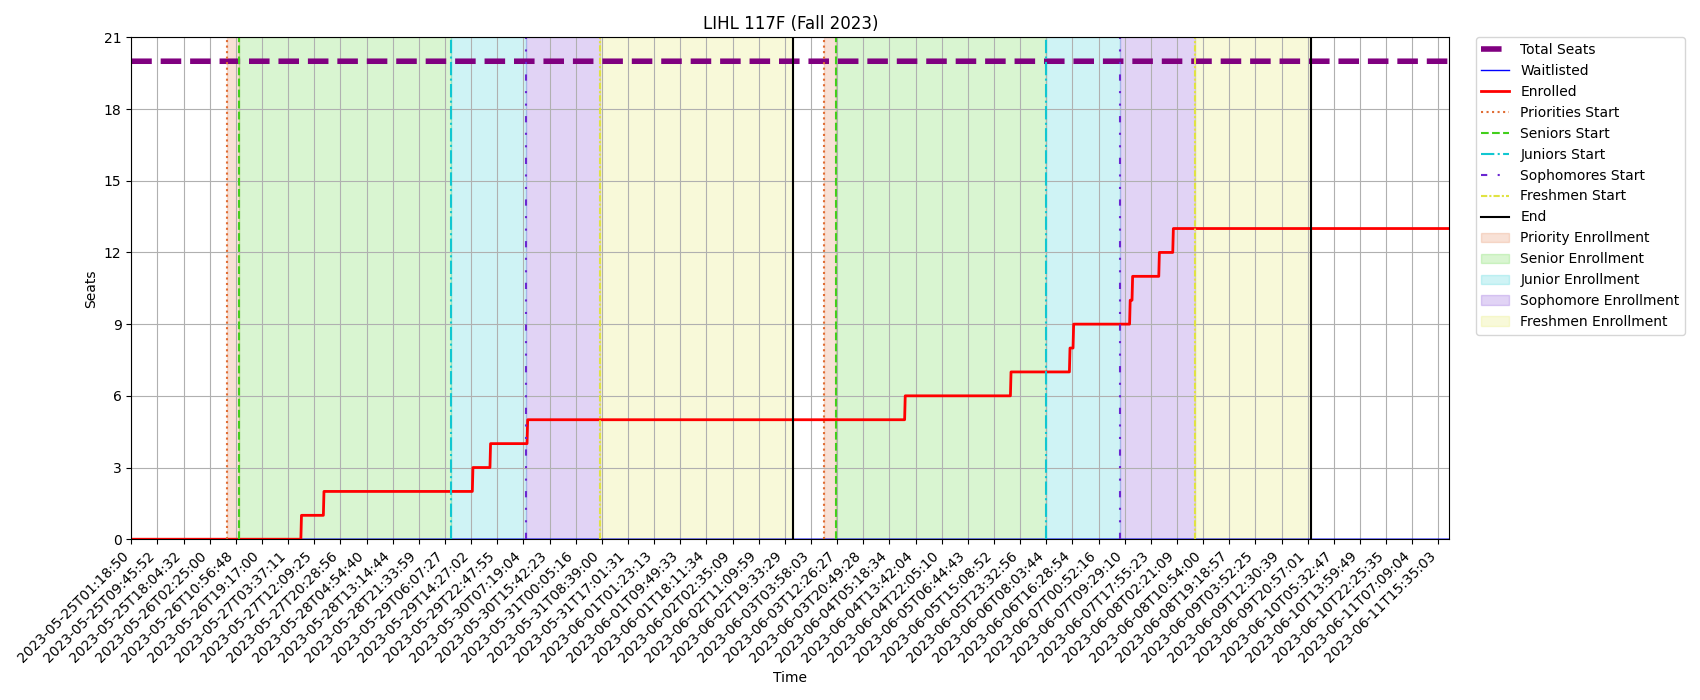 LIHL 117F (Fall 2023)
21
18
15
12
9
6
3
0
Seats
2023-05-25T01:18:50
2023-05-25T09:45:52
2023-05-25T18:04:32
2023-05-26T02:25:00
2023-05-26T10:56:48
2023-05-26T19:17:00
2023-05-27T03:37:11
2023-05-27T12:09:25
2023-05-27T20:28:56
2023-05-28T04:54:40
2023-05-28T13:14:44
2023-05-28T21:33:59
2023-05-29T06:07:27
2023-05-29T14:27:02
2023-05-29T22:47:55
2023-05-30T07:19:04
2023-05-30T15:42:23
2023-05-31T00:05:16
2023-05-31T08:39:00
2023-05-31T17:01:31
2023-06-01T01:23:13
2023-06-01T09:49:33
2023-06-01T18:11:34
2023-06-02T02:35:09
2023-06-02T11:09:59
2023-06-02T19:33:29
2023-06-03T03:58:03
2023-06-03T12:26:27
2023-06-03T20:49:28
2023-06-04T05:18:34
2023-06-04T13:42:04
2023-06-04T22:05:10
2023-06-05T06:44:43
2023-06-05T15:08:52
2023-06-05T23:32:56
2023-06-06T08:03:44
2023-06-06T16:28:54
2023-06-07T00:52:16
2023-06-07T09:29:10
2023-06-07T17:55:23
2023-06-08T02:21:09
2023-06-08T10:54:00
2023-06-08T19:18:57
2023-06-09T03:52:25
2023-06-09T12:30:39
2023-06-09T20:57:01
2023-06-10T05:32:47
2023-06-10T13:59:49
2023-06-10T22:25:35
2023-06-11T07:09:04
2023-06-11T15:35:03
Time
Total Seats
Waitlisted
Enrolled
Priorities Start
Seniors Start
Juniors Start
Sophomores Start
Freshmen Start
End
Priority Enrollment
Senior Enrollment
Junior Enrollment
Sophomore Enrollment
Freshmen Enrollment